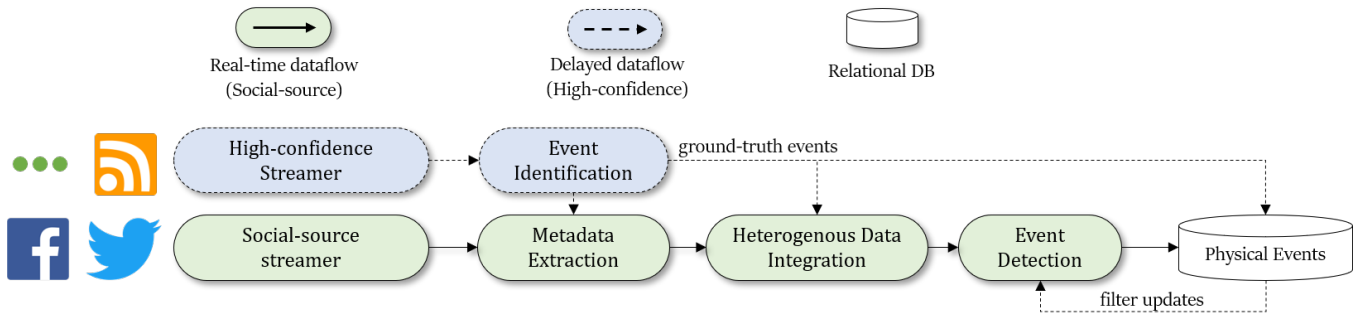 Real-time dataflow
(Social-source)
Delayed dataflow
(High-confidence)
Relational DB
High-confidence
Streamer
Event
Identification
ground-truth events
Social-source
streamer
Metadata
Extraction
Heterogenous Data
Integration
Event
Detection
Physical Events
filter updates